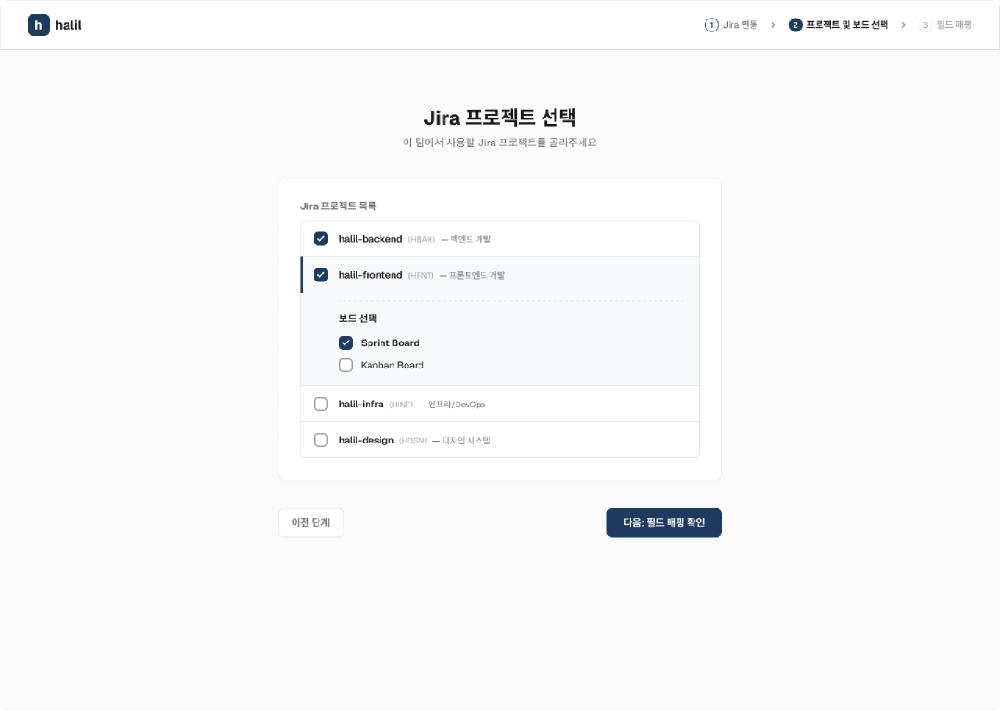 h halil
1 Jira 연동 > 2 프로젝트 및 보드 선택 > 3 필드 매핑
Jira 프로젝트 선택
이 팀에서 사용할 Jira 프로젝트를 골라주세요
Jira 프로젝트 목록
halil-backend (HBAK) — 백엔드 개발
halil-frontend (HFNT) — 프론트엔드 개발
보드 선택
Sprint Board
Kanban Board
halil-infra (HINF) — 인프라/DevOps
halil-design (HDSN) — 디자인 시스템
이전 단계
다음: 필드 매핑 확인